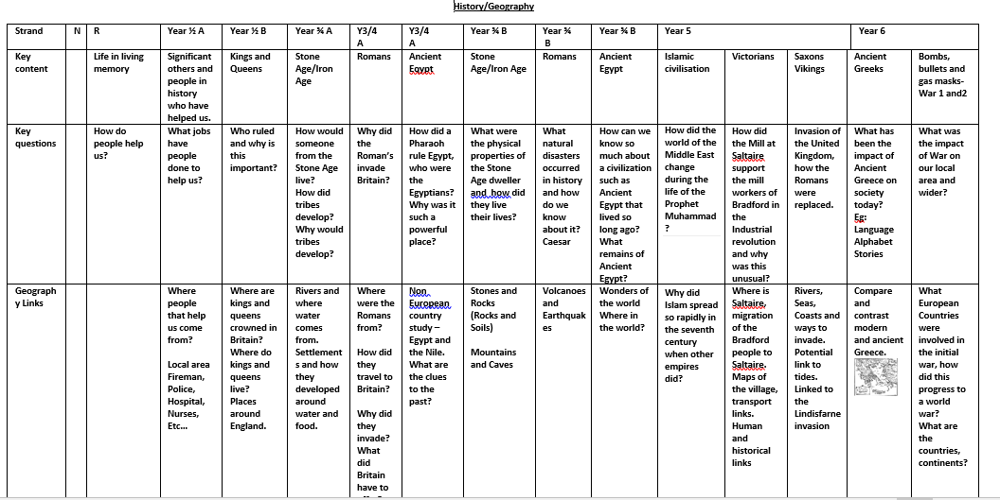 History/Geography
Strand
N
R
Year ½ A
Year ½ B
Year ¾ A
Y3/4
A
Y3/4
A
Year ¾ B
Year ¾
B
Year ¾ B
Year 5
Year 6
Key
content
Life in living
memory
Significant
others and
people in
history
who have
helped us.
Kings and
Queens
Stone
Age/Iron
Age
Romans
Ancient
Egypt
Stone
Age/Iron Age
Romans
Ancient
Egypt
Islamic
civilisation
Victorians
Saxons
Vikings
Ancient
Greeks
Bombs,
bullets and
gas masks-
War 1 and2
Key
questions
How do
people help
us?
What jobs
have
people
done to
help us?
Who ruled
and why is
this
important?
How would
someone
from the
Stone Age
live?
How did
tribes
develop?
Why would
tribes
develop?
Why did
the
Roman's
invade
Britain?
How did a
Pharaoh
rule Egypt,
who were
the
Egyptians?
Why was it
such a
powerful
place?
What were
the physical
properties of
the Stone
Age dweller
and  how did
they live
their lives?
What
natural
disasters
occurred
in history
and how
do we
know
about it?
Caesar
How can we
know so
much about
a civilization
such as
Ancient
Egypt that
lived so
long ago?
What
remains of
Ancient
Egypt?
How did the
world of the
Middle East
change
during the
life of the
Prophet
Muhammad
?
How did
the Mill at
Saltaire
support
the mill
workers of
Bradford in
the
Industrial
revolution
and why
was this
unusual?
Invasion of
the United
Kingdom,
how the
Romans
were
replaced.
What has
been the
impact of
Ancient
Greece on
society
today?
Eg:
Language
Alphabet
Stories
What was
the impact
of War on
our local
area and
wider?
Geograph
y Links
Where
people
that help
us come
from?
Local area
Fireman,
Police,
Hospital,
Nurses,
Etc...
Where are
kings and
queens
crowned in
Britain?
Where do
kings and
queens
live?
Places
around
England.
Rivers and
where
water
comes
from.
Settlement
s and how
they
developed
around
water and
food.
Where
were the
Romans
from?
How did
they
travel to
Britain?
Why did
they
invade?
What
did
Britain
have to
Non
European
country
study –
Egypt and
the Nile.
What are
the clues
to the
past?
Stones and
Rocks
(Rocks and
Soils)
Mountains
and Caves
Volcanoes
and
Earthquak
es
Wonders of
the world
Where in
the world?
Why did
Islam spread
so rapidly in
the seventh
century
when other
empires
did?
Where is
Saltaire,
migration
of the
Bradford
people to
Saltaire.
Maps of
the village,
transport
links.
Human
and
historical
links
Rivers,
Seas,
Coasts and
ways to
invade.
Potential
link to
tides.
Linked to
the
Lindisfarne
invasion
Compare
and
contrast
modern
and ancient
Greece.
What
European
Countries
were
involved in
the initial
war, how
did this
progress to
a world
war?
What are
the
countries,
continents?